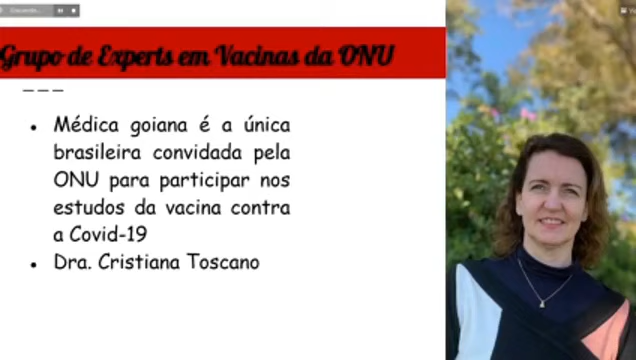 Grupo de Experts em Vacinas da ONU
• Médica goiana é a única
brasileira convidada pela
ONU para participar nos
estudos da vacina contra
a Covid-19
• Dra. Cristiana Toscano